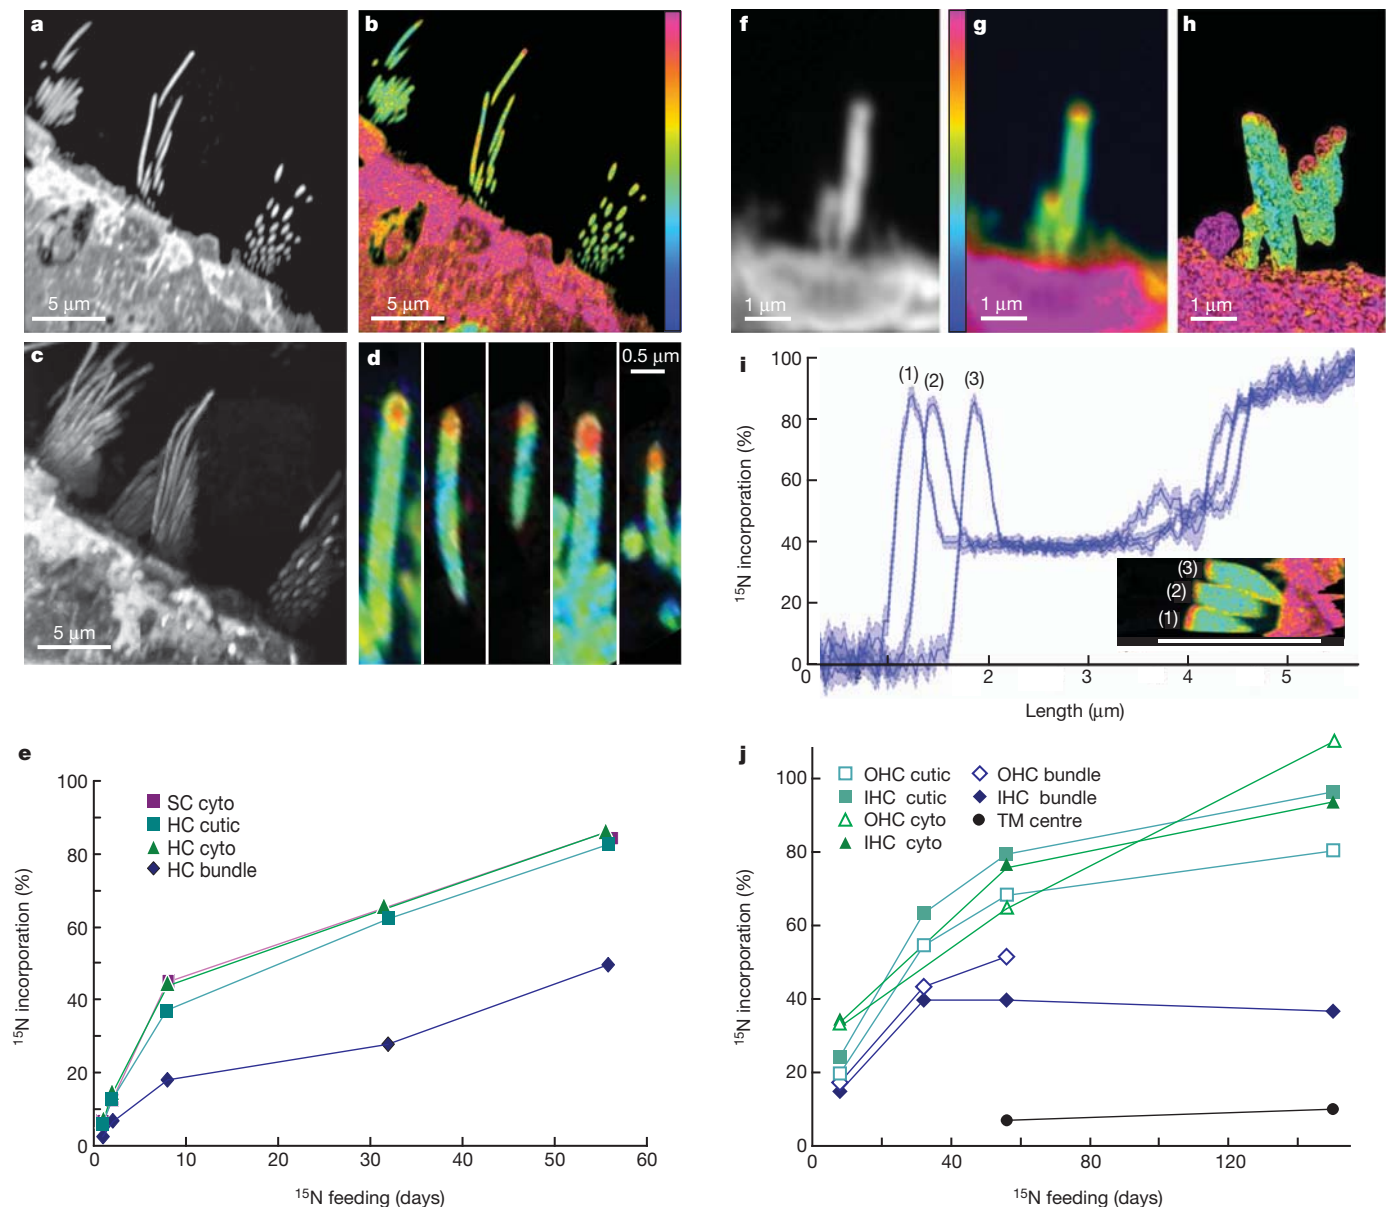 a
b
5 μm
5 μm
c
d
0.5 μm
5 μm
f
g
h
1 μm
1 μm
1 μm
i
100
80
60
40
20
0
0
2
4
5
(1)
(2)
(3)
(3)
(2)
(1)
¹⁵N incorporation (%)
Length (μm)
e
100
80
60
40
20
0
0
10
20
30
40
50
60
SC cyto
HC cutic
HC cyto
HC bundle
¹⁵N incorporation (%)
¹⁵N feeding (days)
j
100
80
60
40
20
0
0
40
80
120
OHC cutic
IHC cutic
OHC cyto
IHC cyto
OHC bundle
IHC bundle
TM centre
¹⁵N incorporation (%)
¹⁵N feeding (days)